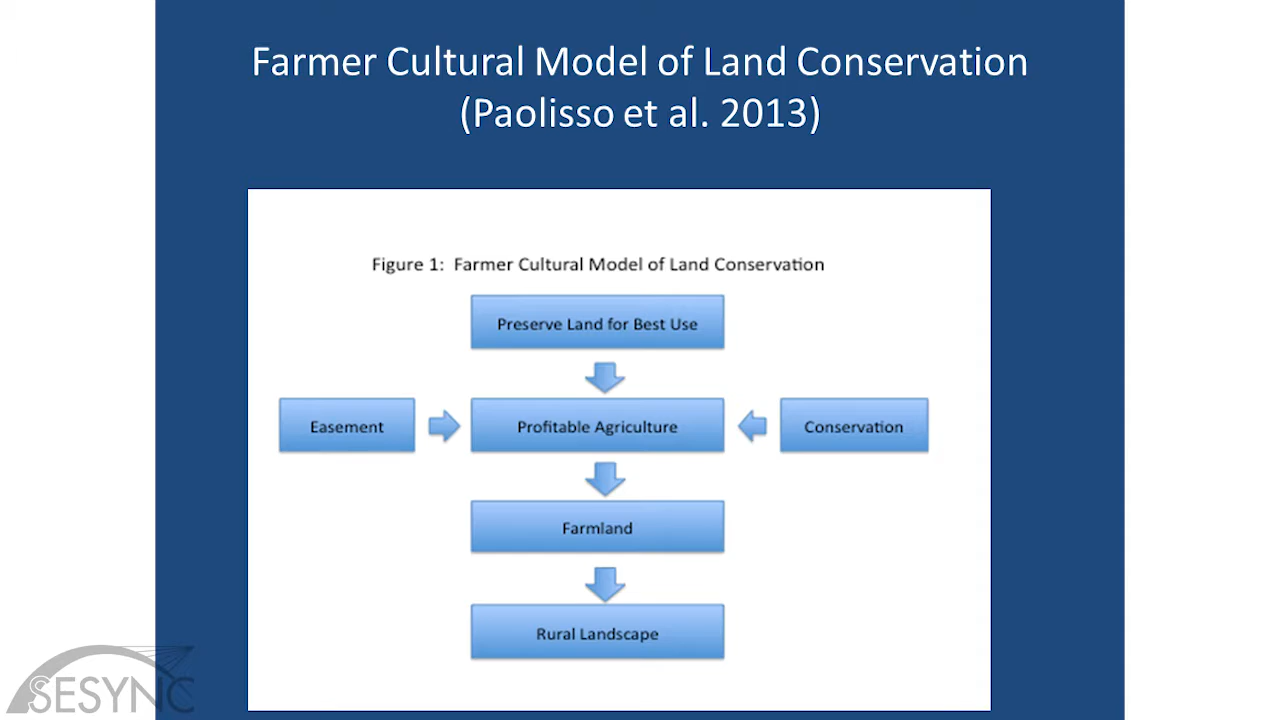 Farmer Cultural Model of Land Conservation
(Paolisso et al. 2013)
Figure 1: Farmer Cultural Model of Land Conservation
Preserve Land for Best Use
Easement
Profitable Agriculture
Conservation
Farmland
Rural Landscape
SESYNC